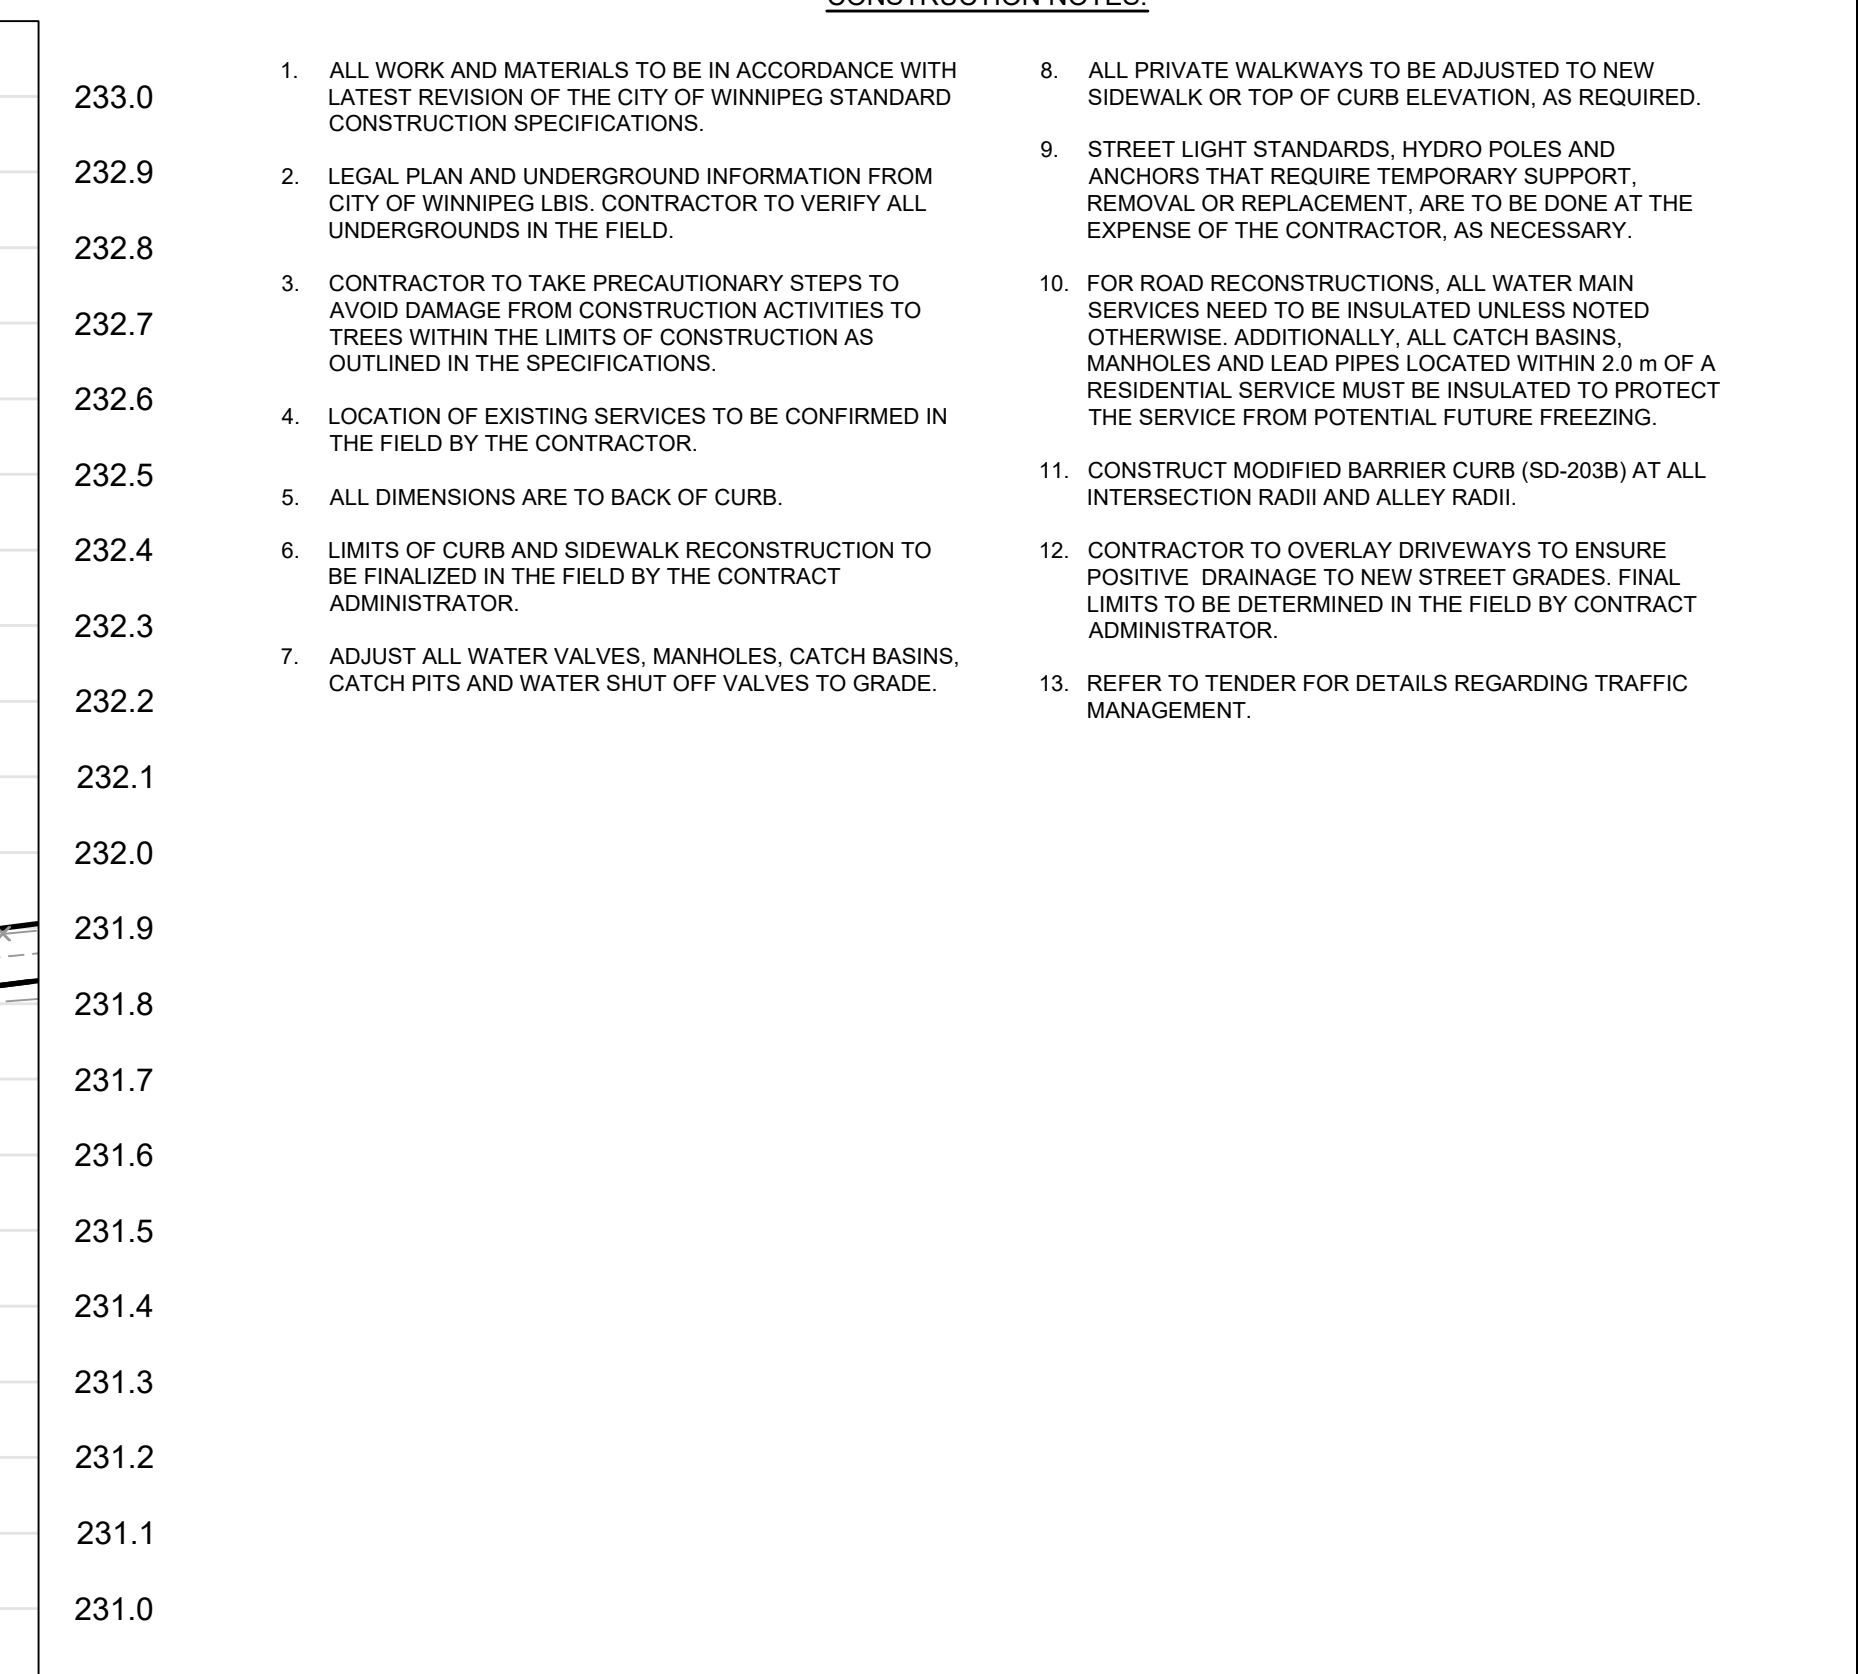 CONSTRUCTION NOTES:
233.0
232.9
232.8
232.7
232.6
232.5
232.4
232.3
232.2
232.1
232.0
231.9
231.8
231.7
231.6
231.5
231.4
231.3
231.2
231.1
231.0
1. ALL WORK AND MATERIALS TO BE IN ACCORDANCE WITH
LATEST REVISION OF THE CITY OF WINNIPEG STANDARD
CONSTRUCTION SPECIFICATIONS.
2. LEGAL PLAN AND UNDERGROUND INFORMATION FROM
CITY OF WINNIPEG LBIS. CONTRACTOR TO VERIFY ALL
UNDERGROUNDS IN THE FIELD.
3. CONTRACTOR TO TAKE PRECAUTIONARY STEPS TO
AVOID DAMAGE FROM CONSTRUCTION ACTIVITIES TO
TREES WITHIN THE LIMITS OF CONSTRUCTION AS
OUTLINED IN THE SPECIFICATIONS.
4. LOCATION OF EXISTING SERVICES TO BE CONFIRMED IN
THE FIELD BY THE CONTRACTOR.
5. ALL DIMENSIONS ARE TO BACK OF CURB.
6. LIMITS OF CURB AND SIDEWALK RECONSTRUCTION TO
BE FINALIZED IN THE FIELD BY THE CONTRACT
ADMINISTRATOR.
7. ADJUST ALL WATER VALVES, MANHOLES, CATCH BASINS,
CATCH PITS AND WATER SHUT OFF VALVES TO GRADE.
8. ALL PRIVATE WALKWAYS TO BE ADJUSTED TO NEW
SIDEWALK OR TOP OF CURB ELEVATION, AS REQUIRED.
9. STREET LIGHT STANDARDS, HYDRO POLES AND
ANCHORS THAT REQUIRE TEMPORARY SUPPORT,
REMOVAL OR REPLACEMENT, ARE TO BE DONE AT THE
EXPENSE OF THE CONTRACTOR, AS NECESSARY.
10. FOR ROAD RECONSTRUCTIONS, ALL WATER MAIN
SERVICES NEED TO BE INSULATED UNLESS NOTED
OTHERWISE. ADDITIONALLY, ALL CATCH BASINS,
MANHOLES AND LEAD PIPES LOCATED WITHIN 2.0 m OF A
RESIDENTIAL SERVICE MUST BE INSULATED TO PROTECT
THE SERVICE FROM POTENTIAL FUTURE FREEZING.
11. CONSTRUCT MODIFIED BARRIER CURB (SD-203B) AT ALL
INTERSECTION RADII AND ALLEY RADII.
12. CONTRACTOR TO OVERLAY DRIVEWAYS TO ENSURE
POSITIVE  DRAINAGE TO NEW STREET GRADES. FINAL
LIMITS TO BE DETERMINED IN THE FIELD BY CONTRACT
ADMINISTRATOR.
13. REFER TO TENDER FOR DETAILS REGARDING TRAFFIC
MANAGEMENT.